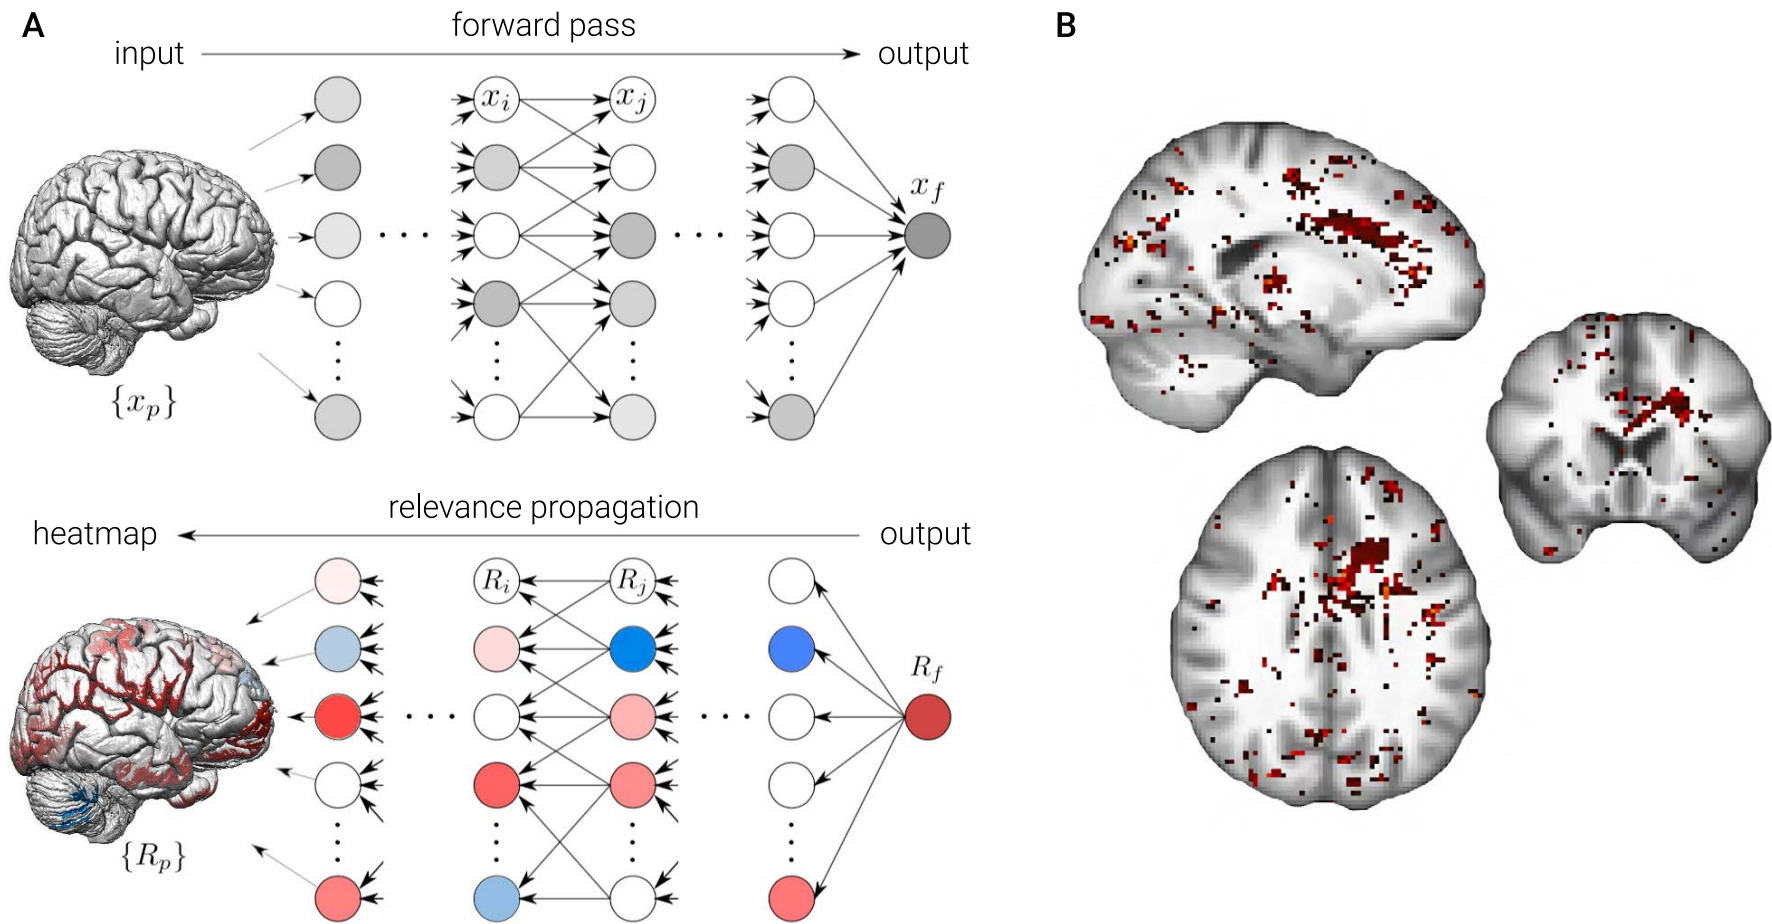 A
forward pass
input
output
x_i
x_j
x_f
{x_p}
relevance propagation
heatmap
output
R_i
R_j
R_f
{R_p}
B